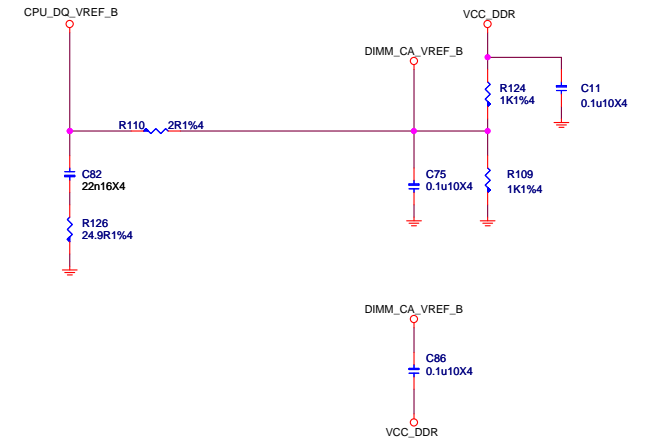 CPU_DQ_VREF_B
VCC_DDR
DIMM_CA_VREF_B
R124
1K1%4
C11
0.1u10X4
R110 2R1%4
C82
22n16X4
C75
0.1u10X4
R109
1K1%4
R126
24.9R1%4
DIMM_CA_VREF_B
C86
0.1u10X4
VCC_DDR